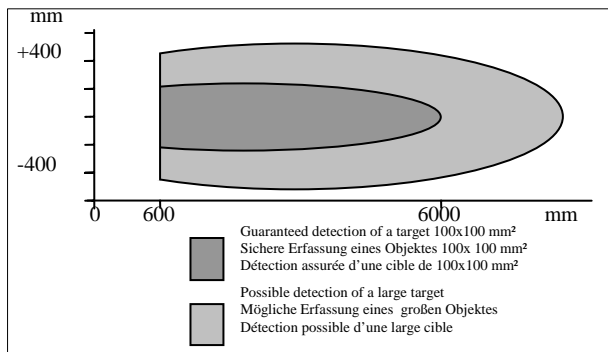 mm
+400
-400
0 600 6000 mm
Guaranteed detection of a target 100x100 mm²
Sichere Erfassung eines Objektes 100x 100 mm²
Détection assurée d’une cible de 100x100 mm²
Possible detection of a large target
Mögliche Erfassung eines  großen Objektes
Détection possible d’une large cible